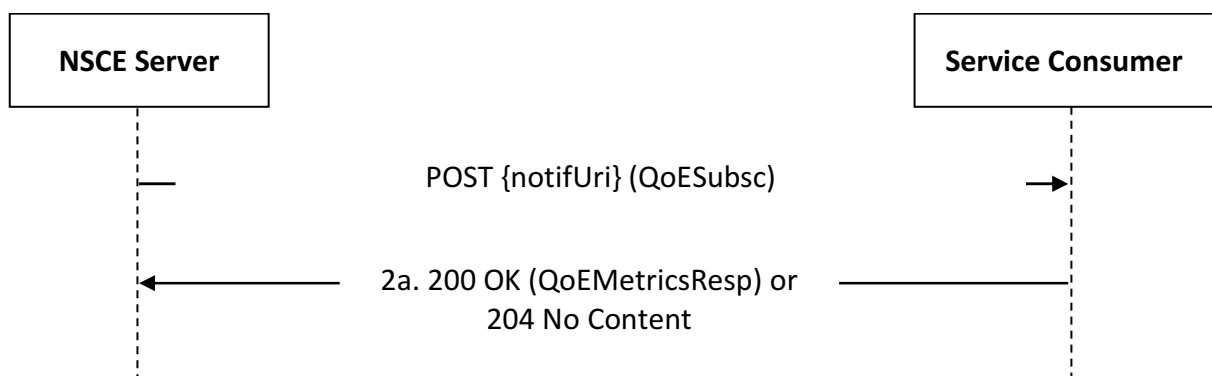 NSCE Server
Service Consumer
POST {notifUri} (QoESubsc)
2a. 200 OK (QoEMetricsResp) or
204 No Content